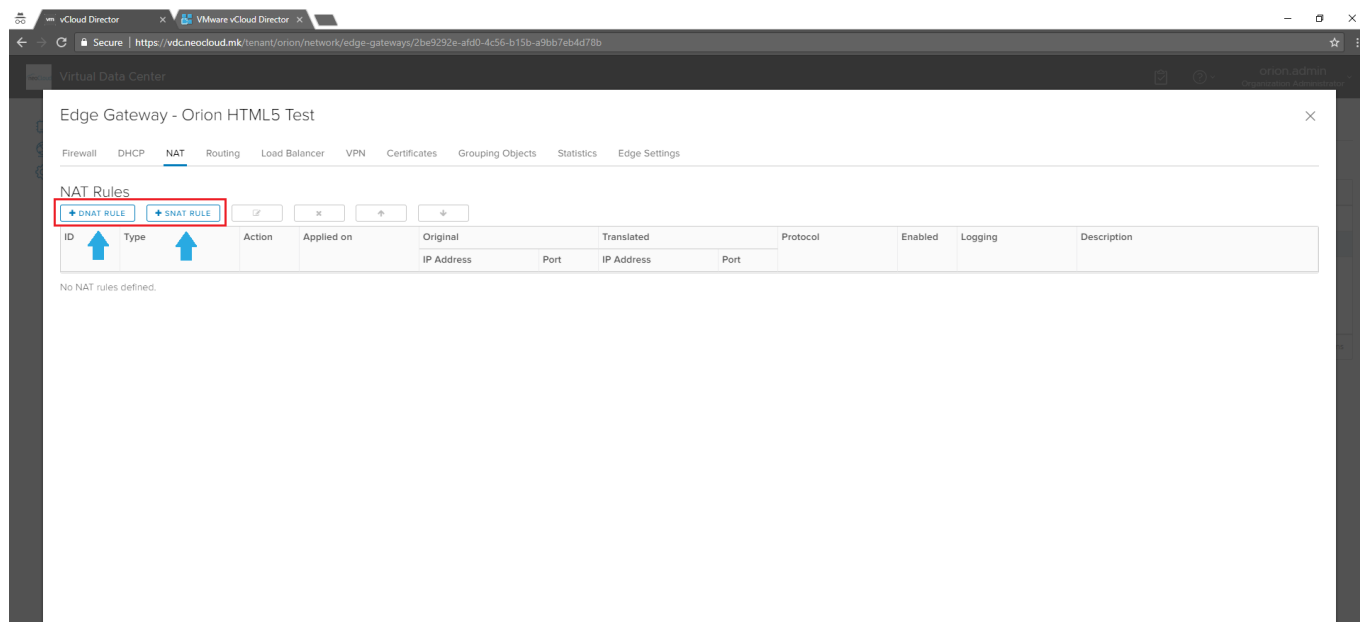 vm vCloud Director
VMware vCloud Director
Secure | https://vdc.neocloud.mk/tenant/orion/network/edge-gateways/2be9292e-afd0-4c56-b15b-a9bb7eb4d78b
Virtual Data Center
orion.admin
Organization Administrator
Edge Gateway - Orion HTML5 Test
Firewall DHCP NAT Routing Load Balancer VPN Certificates Grouping Objects Statistics Edge Settings
NAT Rules
+ DNAT RULE + SNAT RULE
ID Type Action Applied on Original Translated Protocol Enabled Logging Description
IP Address Port IP Address Port
No NAT rules defined.